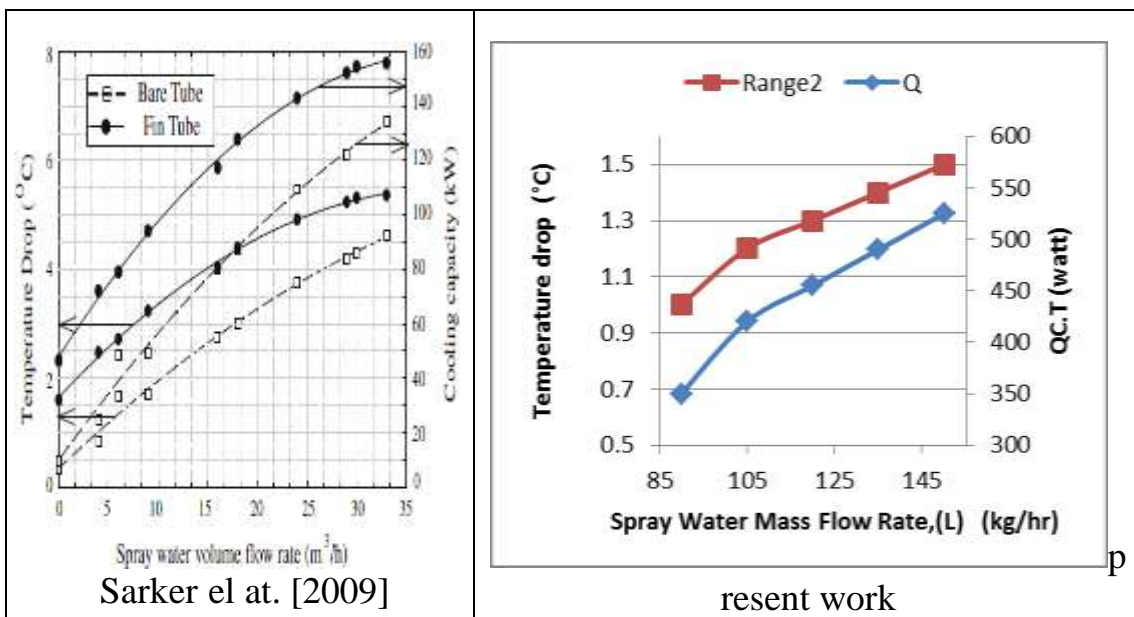 8
6
4
2
0
160
140
120
100
80
60
40
20
0
Bare Tube
Fin Tube
Temperature Drop ( ᴼC)
Cooling capacity (kW)
0 5 10 15 20 25 30 35
Spray water volume flow rate (m³/h)
Sarker el at. [2009]
Range2 Q
1.5
1.3
1.1
0.9
0.7
0.5
600
550
500
450
400
350
300
Temperature drop (°C)
QC.T (watt)
85 105 125 145
Spray Water Mass Flow Rate,(L) (kg/hr)
p
resent work